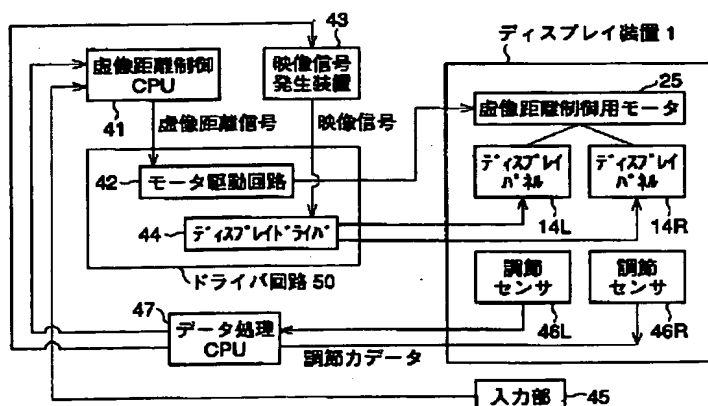 43
ディスプレイ装置1
虚像距離制御
CPU
映像信号
発生装置
25
虚像距離制御用モータ
41
虚像距離信号
映像信号
42
モータ駆動回路
ディスプレイ
パネル
ディスプレイ
パネル
44
ディスプレイドライバ
14L
14R
ドライバ回路50
調節
センサ
調節
センサ
47
データ処理
CPU
46L
46R
調節力データ
入力部
45